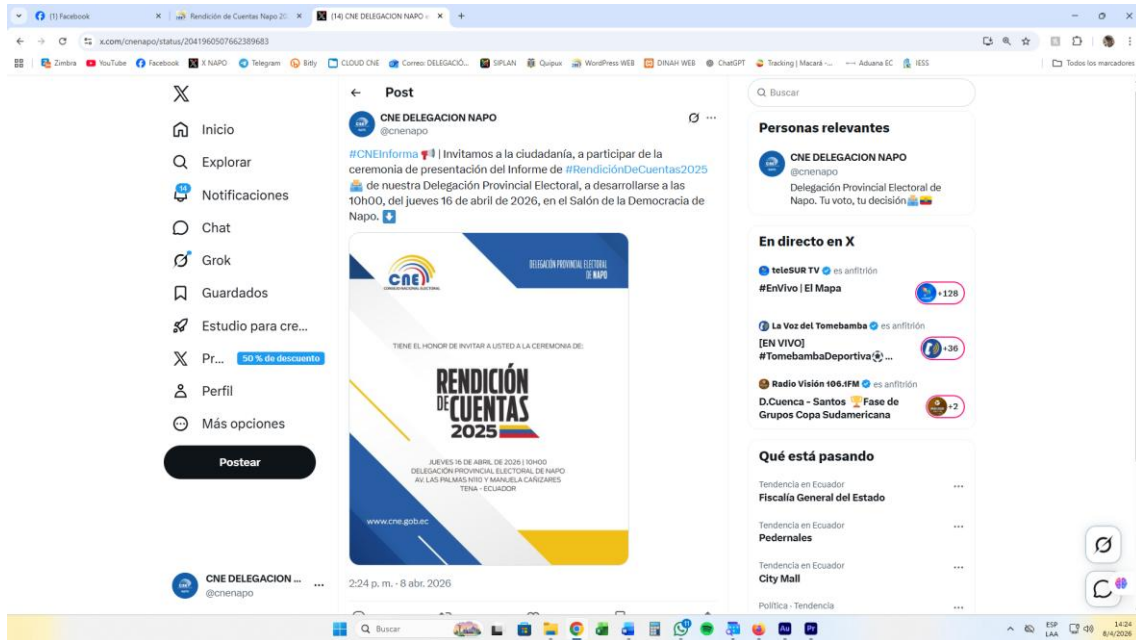 (1) Facebook
Rendición de Cuentas Napo 20
(14) CNE DELEGACION NAPO
x.com/cnenapo/status/2041960507662389683
Zimbra YouTube Facebook X NAPO Telegram Bitly CLOUD CNE Correo: DELEGACIÓ... SIPLAN Quipux WordPress WEB DINAH WEB ChatGPT Tracking | Macará -... Aduana EC IESS Todos los marcadores
Inicio
Explorar
14
Notificaciones
Chat
Grok
Guardados
Estudio para cre...
Pr... 50 % de descuento
Perfil
Más opciones
Postear
CNE DELEGACION ...
@cnenapo
Post
CNE DELEGACION NAPO
@cnenapo
#CNEInforma | Invitamos a la ciudadanía, a participar de la
ceremonia de presentación del Informe de #RendiciónDeCuentas2025
de nuestra Delegación Provincial Electoral, a desarrollarse a las
10h00, del jueves 16 de abril de 2026, en el Salón de la Democracia de
Napo.
CNE
CONSEJO NACIONAL ELECTORAL
DELEGACIÓN PROVINCIAL ELECTORAL
DE NAPO
TIENE EL HONOR DE INVITAR A USTED A LA CEREMONIA DE:
RENDICIÓN
DE CUENTAS
2025
JUEVES 16 DE ABRIL DE 2026 | 10H00
DELEGACIÓN PROVINCIAL ELECTORAL DE NAPO
AV. LAS PALMAS N110 Y MANUELA CAÑIZARES
TENA - ECUADOR
www.cne.gob.ec
2:24 p. m. · 8 abr. 2026
Buscar
Personas relevantes
CNE DELEGACION NAPO
@cnenapo
Delegación Provincial Electoral de
Napo. Tu voto, tu decisión
En directo en X
teleSUR TV es anfitrión
#EnVivo | El Mapa
+128
La Voz del Tomebamba es anfitrión
[EN VIVO]
#TomebambaDeportiva ...
+36
Radio Visión 106.1FM es anfitrión
D.Cuenca - Santos Fase de
Grupos Copa Sudamericana
+2
Qué está pasando
Tendencia en Ecuador
Fiscalía General del Estado
Tendencia en Ecuador
Pedernales
Tendencia en Ecuador
City Mall
Política · Tendencia
Buscar
Au
Pr
ESP
LAA
14:24
8/4/2026